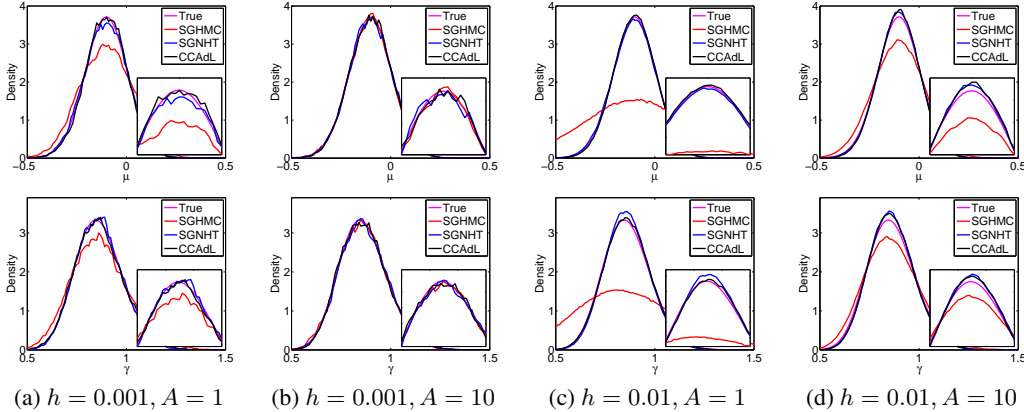 True
SGHMC
SGNHT
CCAdL
Density
4
3
2
1
0
−0.5
0
0.5
μ
True
SGHMC
SGNHT
CCAdL
Density
4
3
2
1
0
−0.5
0
0.5
μ
True
SGHMC
SGNHT
CCAdL
Density
4
3
2
1
0
−0.5
0
0.5
μ
True
SGHMC
SGNHT
CCAdL
Density
4
3
2
1
0
−0.5
0
0.5
μ
True
SGHMC
SGNHT
CCAdL
Density
3
2
1
0
0.5
1
1.5
γ
True
SGHMC
SGNHT
CCAdL
Density
3
2
1
0
0.5
1
1.5
γ
True
SGHMC
SGNHT
CCAdL
Density
3
2
1
0
0.5
1
1.5
γ
True
SGHMC
SGNHT
CCAdL
Density
3
2
1
0
0.5
1
1.5
γ
(a) h = 0.001, A = 1
(b) h = 0.001, A = 10
(c) h = 0.01, A = 1
(d) h = 0.01, A = 10